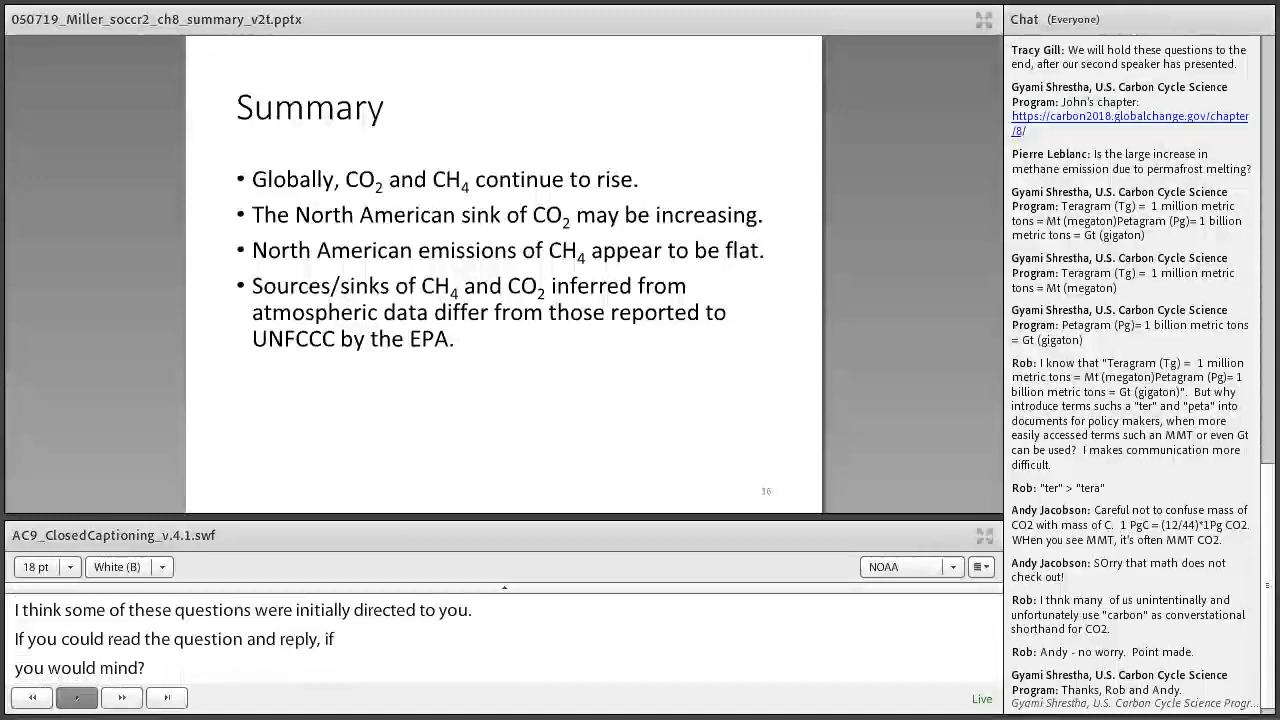 050719_Miller_soccr2_ch8_summary_v2t.pptx
Summary
• Globally, CO2 and CH4 continue to rise.
• The North American sink of CO2 may be increasing.
• North American emissions of CH4 appear to be flat.
• Sources/sinks of CH4 and CO2 inferred from
atmospheric data differ from those reported to
UNFCCC by the EPA.
16
AC9_ClosedCaptioning_v.4.1.swf
18 pt
White (B)
NOAA
I think some of these questions were initially directed to you.
If you could read the question and reply, if
you would mind?
Live
Chat (Everyone)
Tracy Gill: We will hold these questions to the
end, after our second speaker has presented.
Gyami Shrestha, U.S. Carbon Cycle Science
Program: John's chapter:
https://carbon2018.globalchange.gov/chapter
/8/
Pierre Leblanc: Is the large increase in
methane emission due to permafrost melting?
Gyami Shrestha, U.S. Carbon Cycle Science
Program: Teragram (Tg) = 1 million metric
tons = Mt (megaton)Petagram (Pg)= 1 billion
metric tons = Gt (gigaton)
Gyami Shrestha, U.S. Carbon Cycle Science
Program: Teragram (Tg) = 1 million metric
tons = Mt (megaton)
Gyami Shrestha, U.S. Carbon Cycle Science
Program: Petagram (Pg)= 1 billion metric tons
= Gt (gigaton)
Rob: I know that "Teragram (Tg) = 1 million
metric tons = Mt (megaton)Petagram (Pg)= 1
billion metric tons = Gt (gigaton)". But why
introduce terms suchs a "ter" and "peta" into
documents for policy makers, when more
easily accessed terms such an MMT or even Gt
can be used? I makes communication more
difficult.
Rob: "ter" > "tera"
Andy Jacobson: Careful not to confuse mass of
CO2 with mass of C. 1 PgC = (12/44)*1Pg CO2.
WHen you see MMT, it's often MMT CO2.
Andy Jacobson: SOrry that math does not
check out!
Rob: I thnk many of us unintentinally and
unfortunately use "carbon" as converstational
shorthand for CO2.
Rob: Andy - no worry. Point made.
Gyami Shrestha, U.S. Carbon Cycle Science
Program: Thanks, Rob and Andy.
Gyami Shrestha, U.S. Carbon Cycle Science Progr...